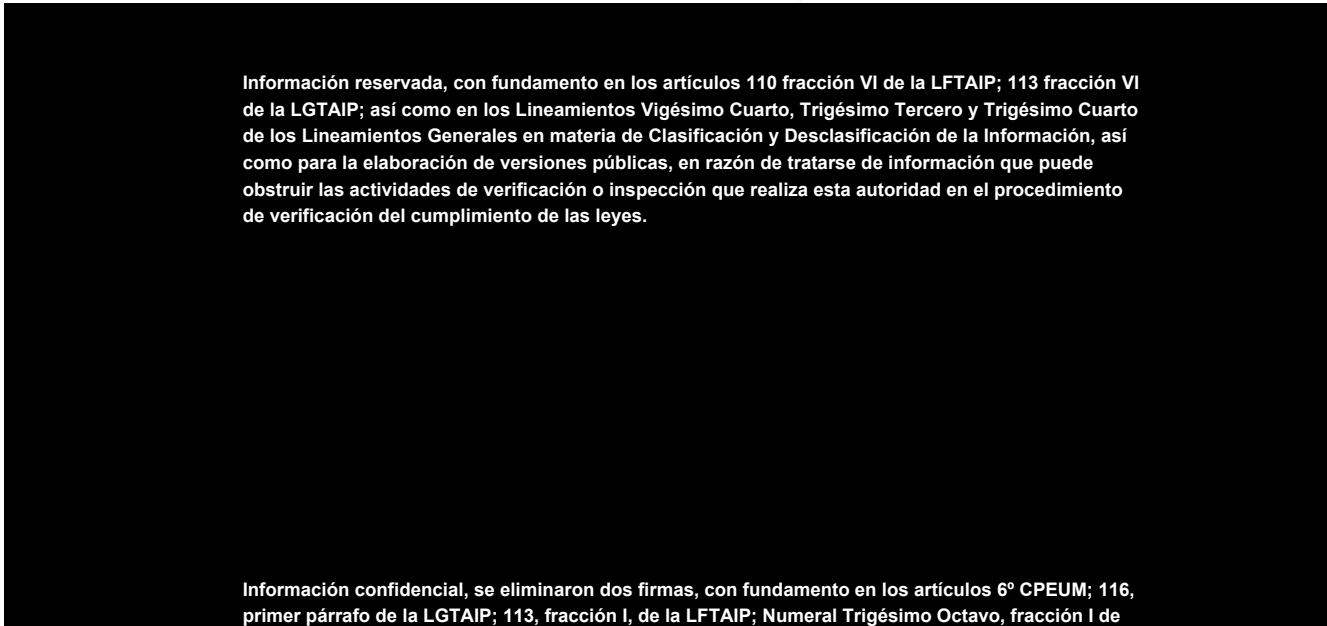 Información reservada, con fundamento en los artículos 110 fracción VI de la LFTAIP; 113 fracción VI
de la LGTAIP; así como en los Lineamientos Vigésimo Cuarto, Trigésimo Tercero y Trigésimo Cuarto
de los Lineamientos Generales en materia de Clasificación y Desclasificación de la Información, así
como para la elaboración de versiones públicas, en razón de tratarse de información que puede
obstruir las actividades de verificación o inspección que realiza esta autoridad en el procedimiento
de verificación del cumplimiento de las leyes.
Información confidencial, se eliminaron dos firmas, con fundamento en los artículos 6º CPEUM; 116,
primer párrafo de la LGTAIP; 113, fracción I, de la LFTAIP; Numeral Trigésimo Octavo, fracción I de